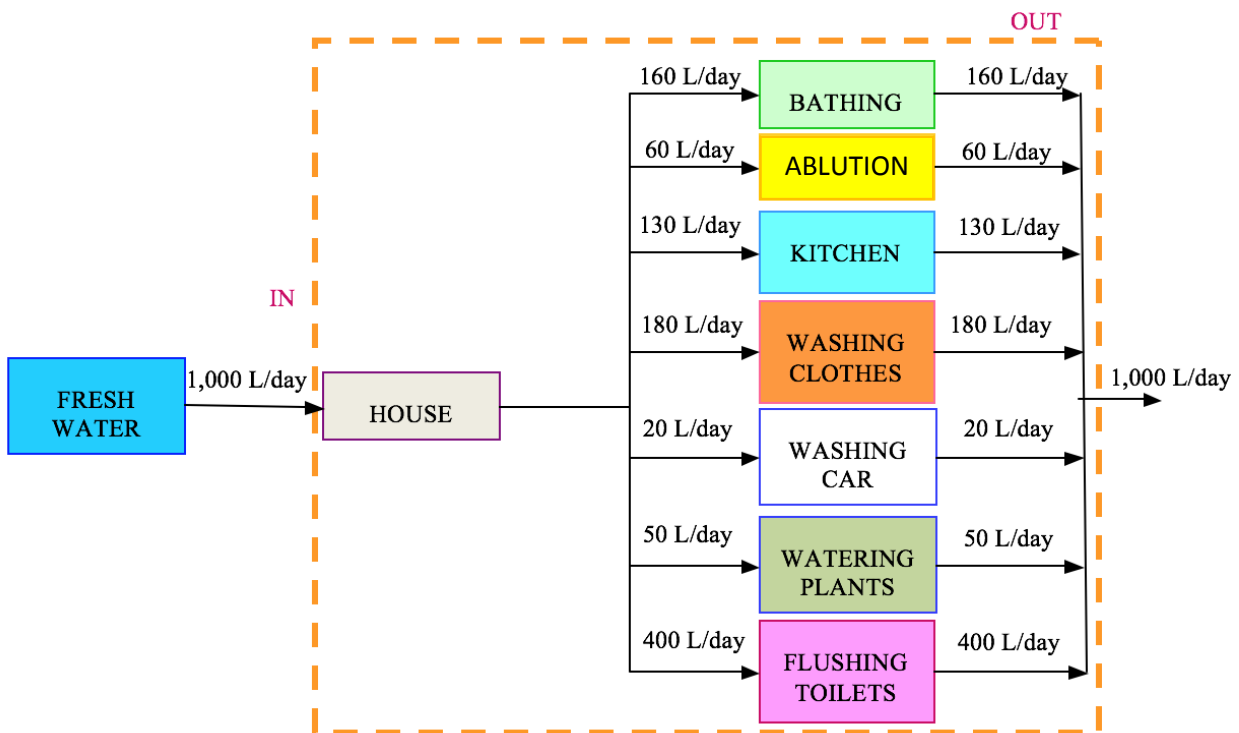 OUT
160 L/day
BATHING
160 L/day
60 L/day
ABLUTION
60 L/day
130 L/day
KITCHEN
130 L/day
IN
180 L/day
WASHING
CLOTHES
180 L/day
FRESH
WATER
1,000 L/day
HOUSE
1,000 L/day
20 L/day
WASHING
CAR
20 L/day
50 L/day
WATERING
PLANTS
50 L/day
400 L/day
FLUSHING
TOILETS
400 L/day